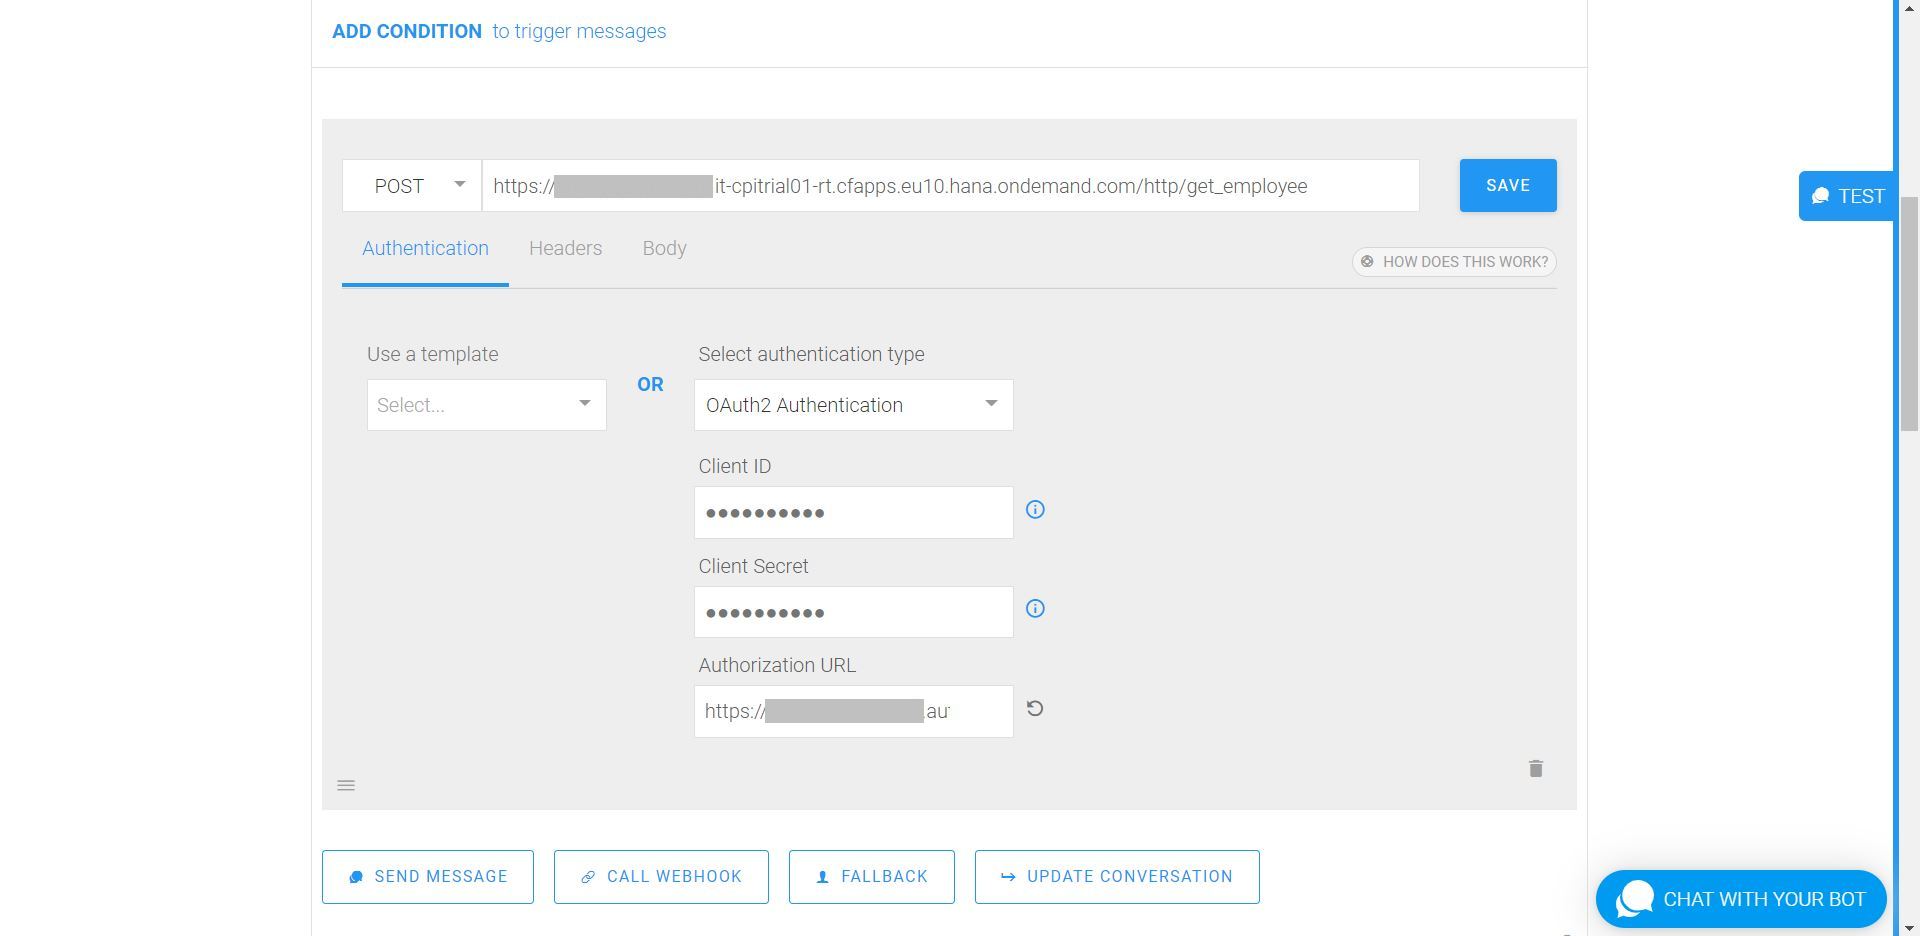 ADD CONDITION to trigger messages
POST https:// it-cpitrial01-rt.cfapps.eu10.hana.ondemand.com/http/get_employee SAVE
TEST
Authentication Headers Body
HOW DOES THIS WORK?
Use a template Select authentication type
OR
Select... OAuth2 Authentication
Client ID
●●●●●●●●●●
Client Secret
●●●●●●●●●●
Authorization URL
https:// .au
SEND MESSAGE CALL WEBHOOK FALLBACK UPDATE CONVERSATION
CHAT WITH YOUR BOT